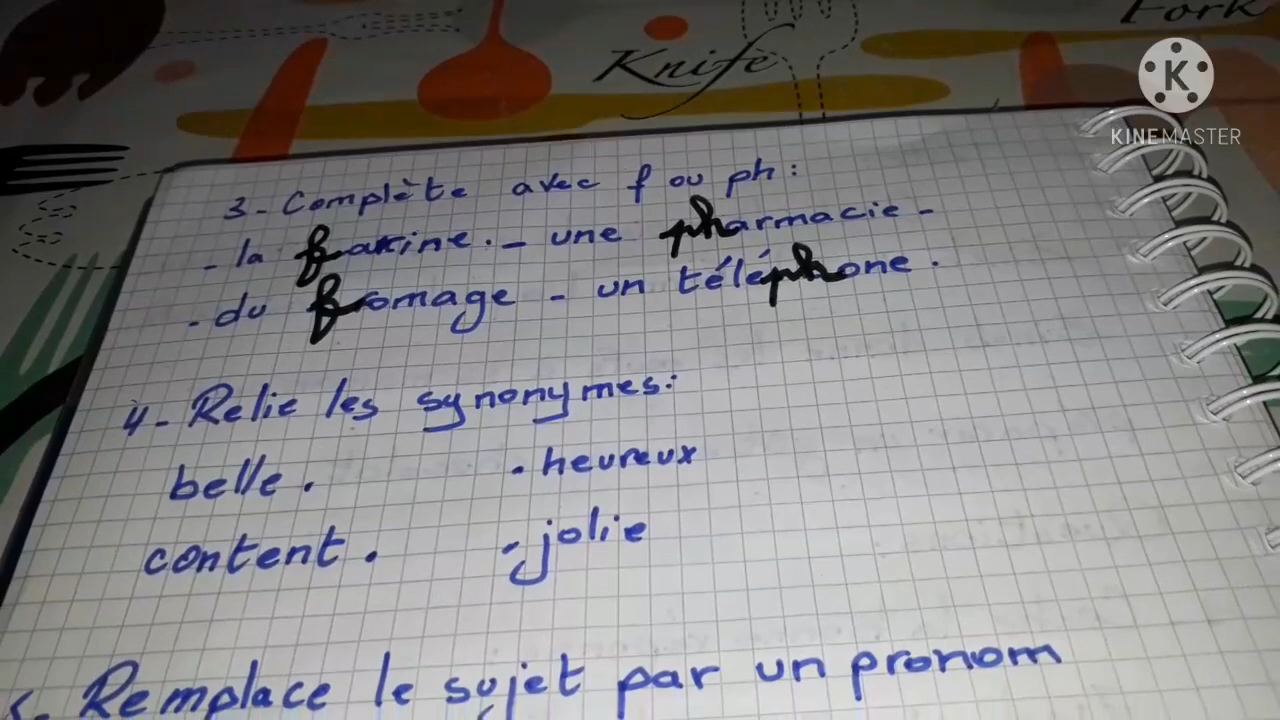 Fork
Knife
K
KINEMASTER
3- Complète avec f ou ph:
- la farine. - une pharmacie -
- du fromage - un téléphone.
4- Relie les synonymes:
belle. . heureux
content. . jolie
5. Remplace le sujet par un pronom